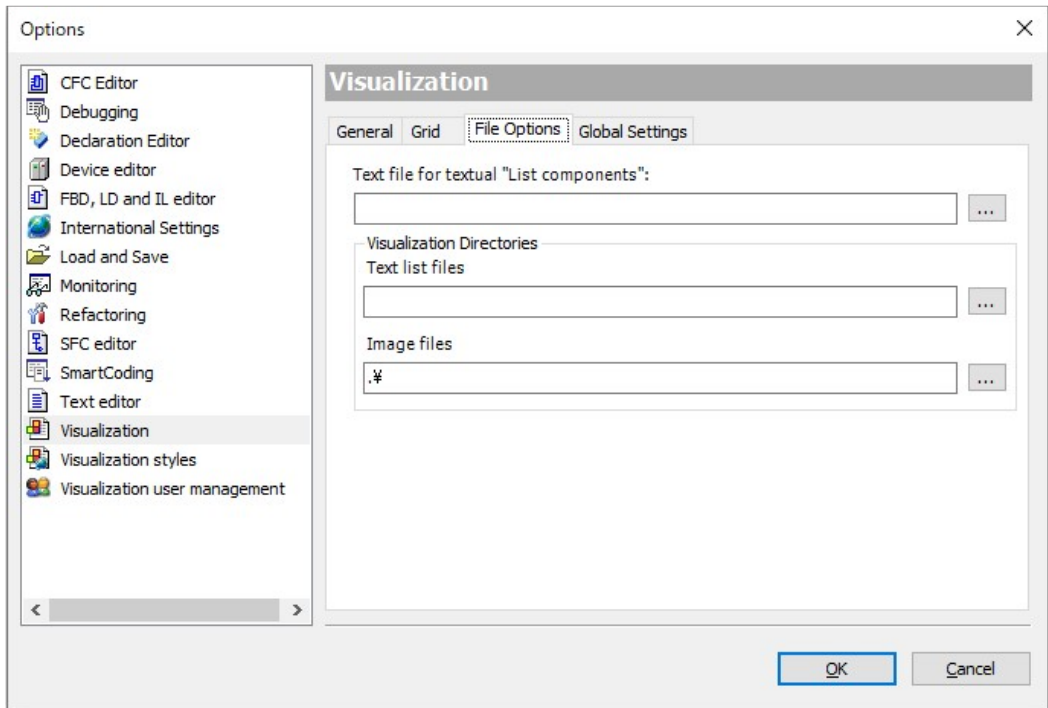 Options
CFC Editor
Debugging
Declaration Editor
Device editor
FBD, LD and IL editor
International Settings
Load and Save
Monitoring
Refactoring
SFC editor
SmartCoding
Text editor
Visualization
Visualization styles
Visualization user management
Visualization
General Grid File Options Global Settings
Text file for textual "List components":
...
Visualization Directories
Text list files
...
Image files
.¥ ...
OK Cancel